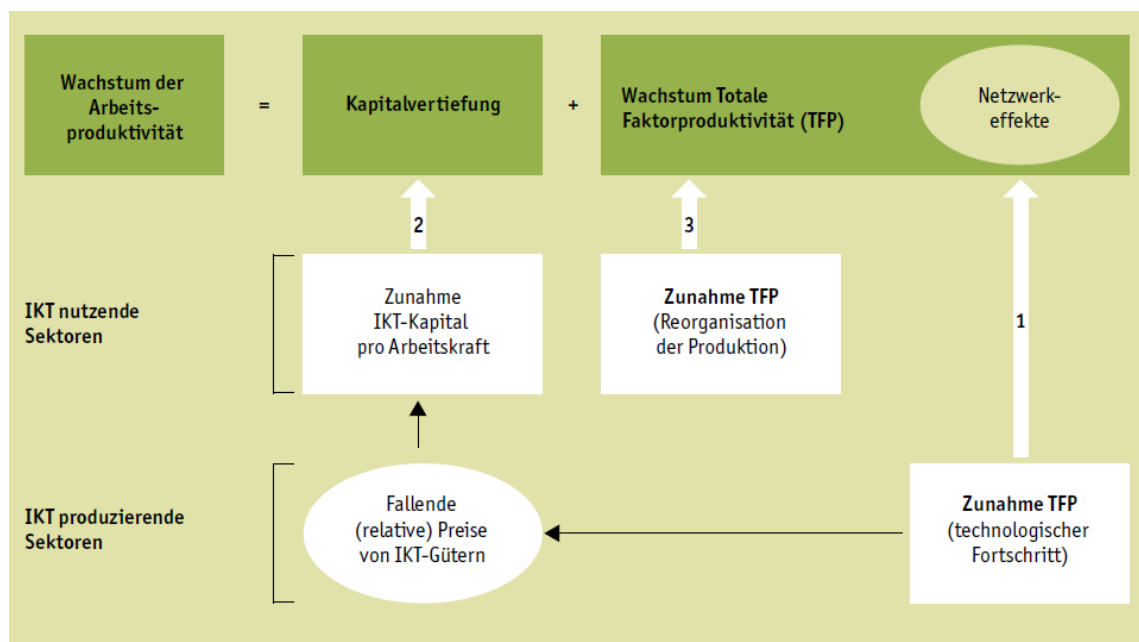 Wachstum der
Arbeits-
produktivität
=
Kapitalvertiefung
+
Wachstum Totale
Faktorproduktivität (TFP)
Netzwerk-
effekte
2
3
1
IKT nutzende
Sektoren
Zunahme
IKT-Kapital
pro Arbeitskraft
Zunahme TFP
(Reorganisation
der Produktion)
IKT produzierende
Sektoren
Fallende
(relative) Preise
von IKT-Gütern
Zunahme TFP
(technologischer
Fortschritt)